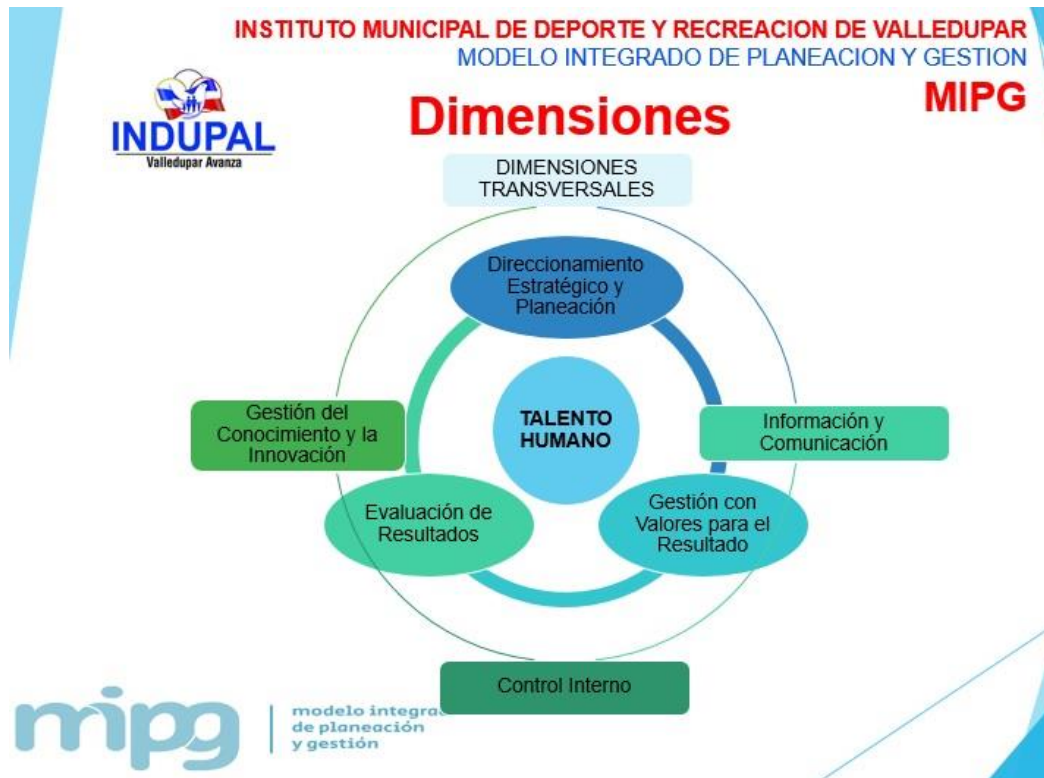 INSTITUTO MUNICIPAL DE DEPORTE Y RECREACION DE VALLEDUPAR
MODELO INTEGRADO DE PLANEACION Y GESTION
MIPG
Dimensiones
INDUPAL
Valledupar Avanza
DIMENSIONES
TRANSVERSALES
Direccionamiento
Estratégico y
Planeación
Gestión del
Conocimiento y la
Innovación
TALENTO
HUMANO
Información y
Comunicación
Evaluación de
Resultados
Gestión con
Valores para el
Resultado
Control Interno
mipg
modelo integra
de planeación
y gestión